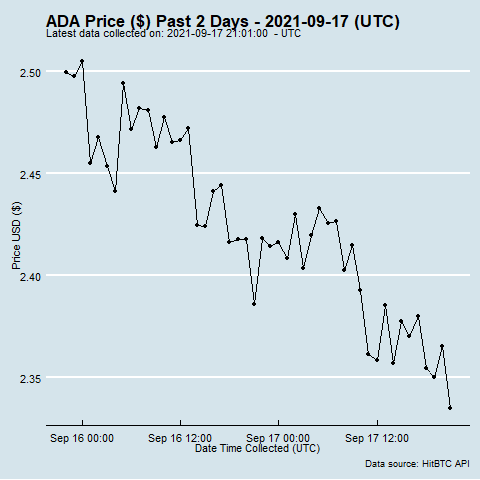 ADA Price ($) Past 2 Days - 2021-09-17 (UTC)
Latest data collected on: 2021-09-17 21:01:00 - UTC
2.50
2.45
2.40
2.35
Price USD ($)
Sep 16 00:00 Sep 16 12:00 Sep 17 00:00 Sep 17 12:00
Date Time Collected (UTC)
Data source: HitBTC API